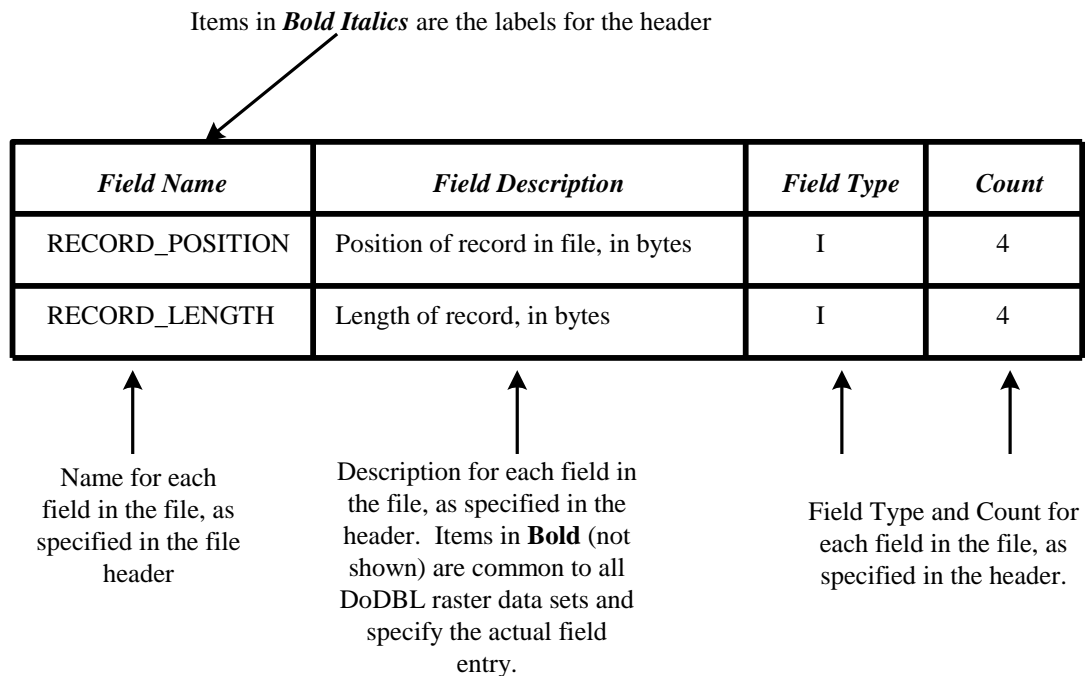 Items in Bold Italics are the labels for the header
Field Name Field Description Field Type Count
RECORD_POSITION Position of record in file, in bytes I 4
RECORD_LENGTH Length of record, in bytes I 4
Name for each
field in the file, as
specified in the file
header
Description for each field in
the file, as specified in the
header. Items in Bold (not
shown) are common to all
DoDBL raster data sets and
specify the actual field
entry.
Field Type and Count for
each field in the file, as
specified in the header.